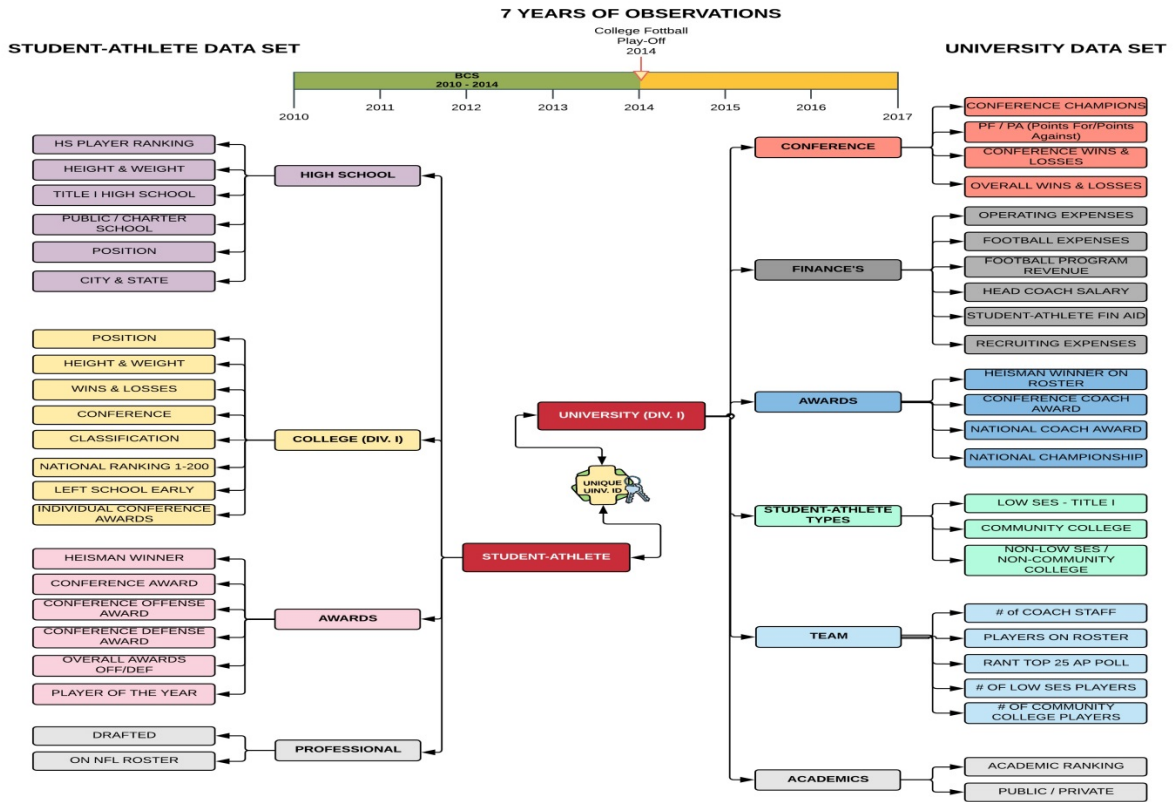 7 YEARS OF OBSERVATIONS
STUDENT-ATHLETE DATA SET
College Fottball
Play-Off
2014
UNIVERSITY DATA SET
BCS
2010 - 2014
2010
2011
2012
2013
2014
2015
2016
2017
HS PLAYER RANKING
HEIGHT & WEIGHT
TITLE I HIGH SCHOOL
PUBLIC / CHARTER
SCHOOL
POSITION
CITY & STATE
HIGH SCHOOL
POSITION
HEIGHT & WEIGHT
WINS & LOSSES
CONFERENCE
CLASSIFICATION
NATIONAL RANKING 1-200
LEFT SCHOOL EARLY
INDIVIDUAL CONFERENCE
AWARDS
COLLEGE (DIV. I)
HEISMAN WINNER
CONFERENCE AWARD
CONFERENCE OFFENSE
AWARD
CONFERENCE DEFENSE
AWARD
OVERALL AWARDS
OFF/DEF
PLAYER OF THE YEAR
AWARDS
DRAFTED
ON NFL ROSTER
PROFESSIONAL
UNIVERSITY (DIV. I)
UNIQUE
UINV. ID
STUDENT-ATHLETE
CONFERENCE
CONFERENCE CHAMPIONS
PF / PA (Points For/Points
Against)
CONFERENCE WINS &
LOSSES
OVERALL WINS & LOSSES
FINANCE'S
OPERATING EXPENSES
FOOTBALL EXPENSES
FOOTBALL PROGRAM
REVENUE
HEAD COACH SALARY
STUDENT-ATHLETE FIN AID
RECRUITING EXPENSES
AWARDS
HEISMAN WINNER ON
ROSTER
CONFERENCE COACH
AWARD
NATIONAL COACH AWARD
NATIONAL CHAMPIONSHIP
STUDENT-ATHLETE
TYPES
LOW SES - TITLE I
COMMUNITY COLLEGE
NON-LOW SES /
NON-COMMUNITY
COLLEGE
TEAM
# of COACH STAFF
PLAYERS ON ROSTER
RANT TOP 25 AP POLL
# OF LOW SES PLAYERS
# OF COMMUNITY
COLLEGE PLAYERS
ACADEMICS
ACADEMIC RANKING
PUBLIC / PRIVATE